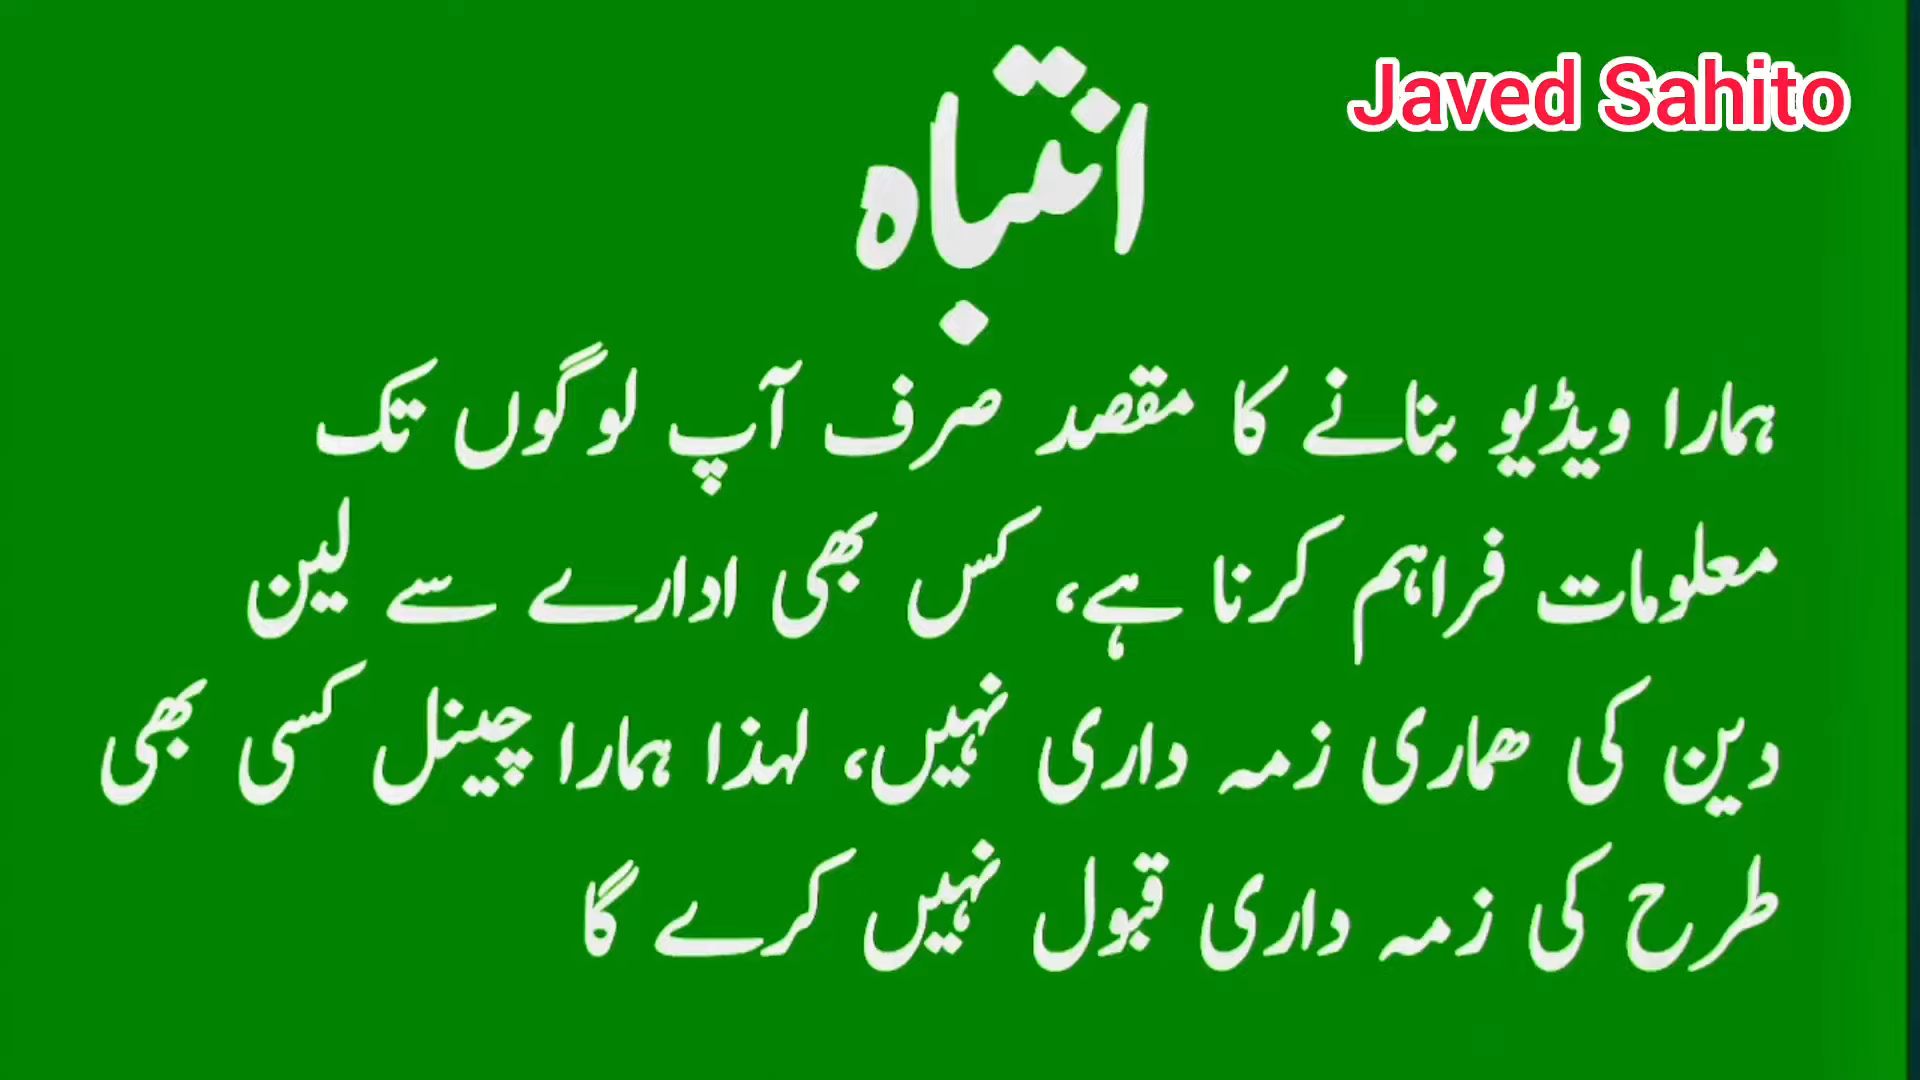 Javed Sahito
انتباہ
ہمارا ویڈیو بنانے کا مقصد صرف آپ لوگوں تک
معلومات فراہم کرنا ہے، کس بھی ادارے سے لین
دین کی ھماری زمہ داری نہیں، لہذا ہمارا چینل کسی بھی
طرح کی زمہ داری قبول نہیں کرے گا